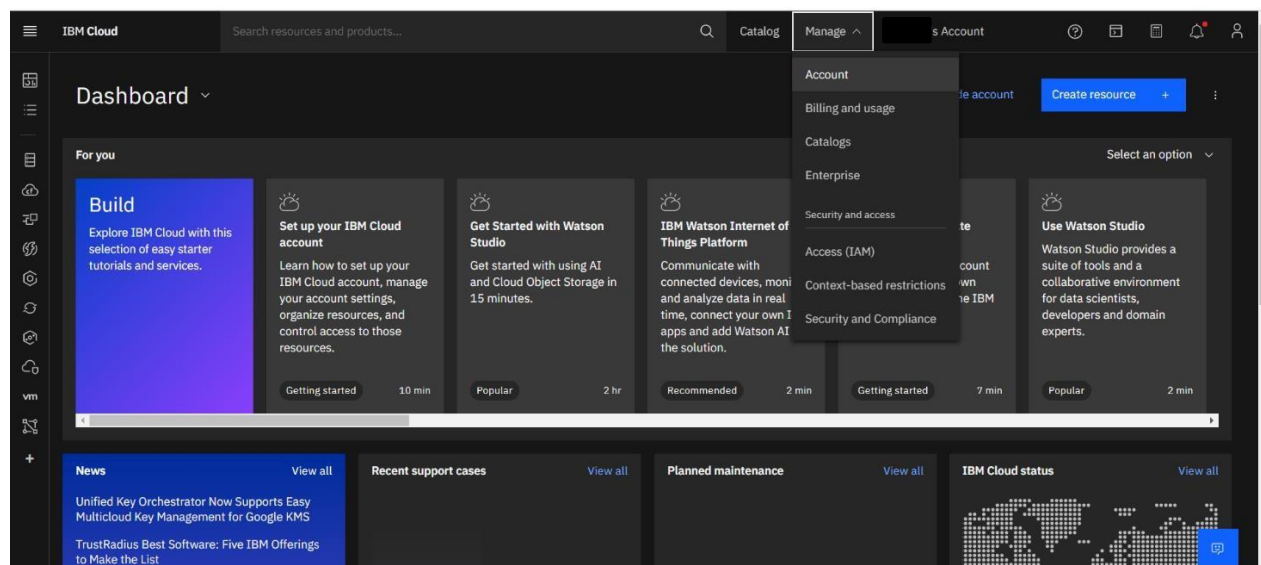 IBM Cloud
Search resources and products...
Catalog
Manage
s Account
Dashboard
Account
Billing and usage
Catalogs
Enterprise
Security and access
Access (IAM)
Context-based restrictions
Security and Compliance
account
Create resource +
For you
Select an option
Build
Explore IBM Cloud with this
selection of easy starter
tutorials and services.
Set up your IBM Cloud
account
Learn how to set up your
IBM Cloud account, manage
your account settings,
organize resources, and
control access to those
resources.
Getting started
10 min
Get Started with Watson
Studio
Get started with using AI
and Cloud Object Storage in
15 minutes.
Popular
2 hr
IBM Watson Internet of
Things Platform
Communicate with
connected devices, moni
and analyze data in real
time, connect your own I
apps and add Watson AI
the solution.
Recommended
2 min
te
count
wn
e IBM
Getting started
7 min
Use Watson Studio
Watson Studio provides a
suite of tools and a
collaborative environment
for data scientists,
developers and domain
experts.
Popular
2 min
vm
News
View all
Unified Key Orchestrator Now Supports Easy
Multicloud Key Management for Google KMS
TrustRadius Best Software: Five IBM Offerings
to Make the List
Recent support cases
View all
Planned maintenance
View all
IBM Cloud status
View all